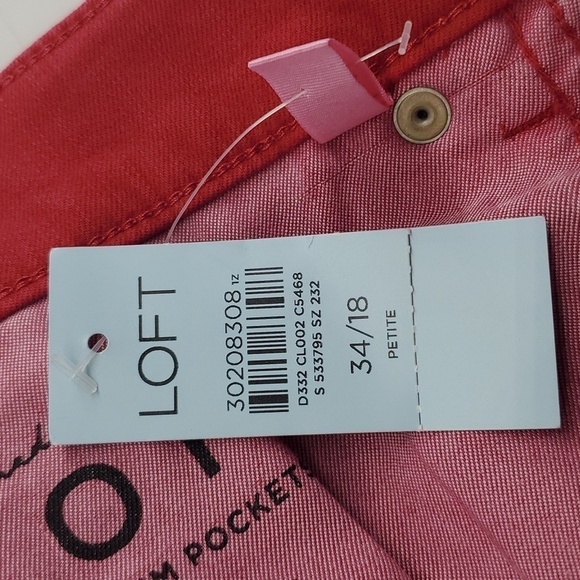 LOFT
30208308 1Z
D332 CL002 C5468
S 533795 SZ 232
34/18
PETITE
POCKETS